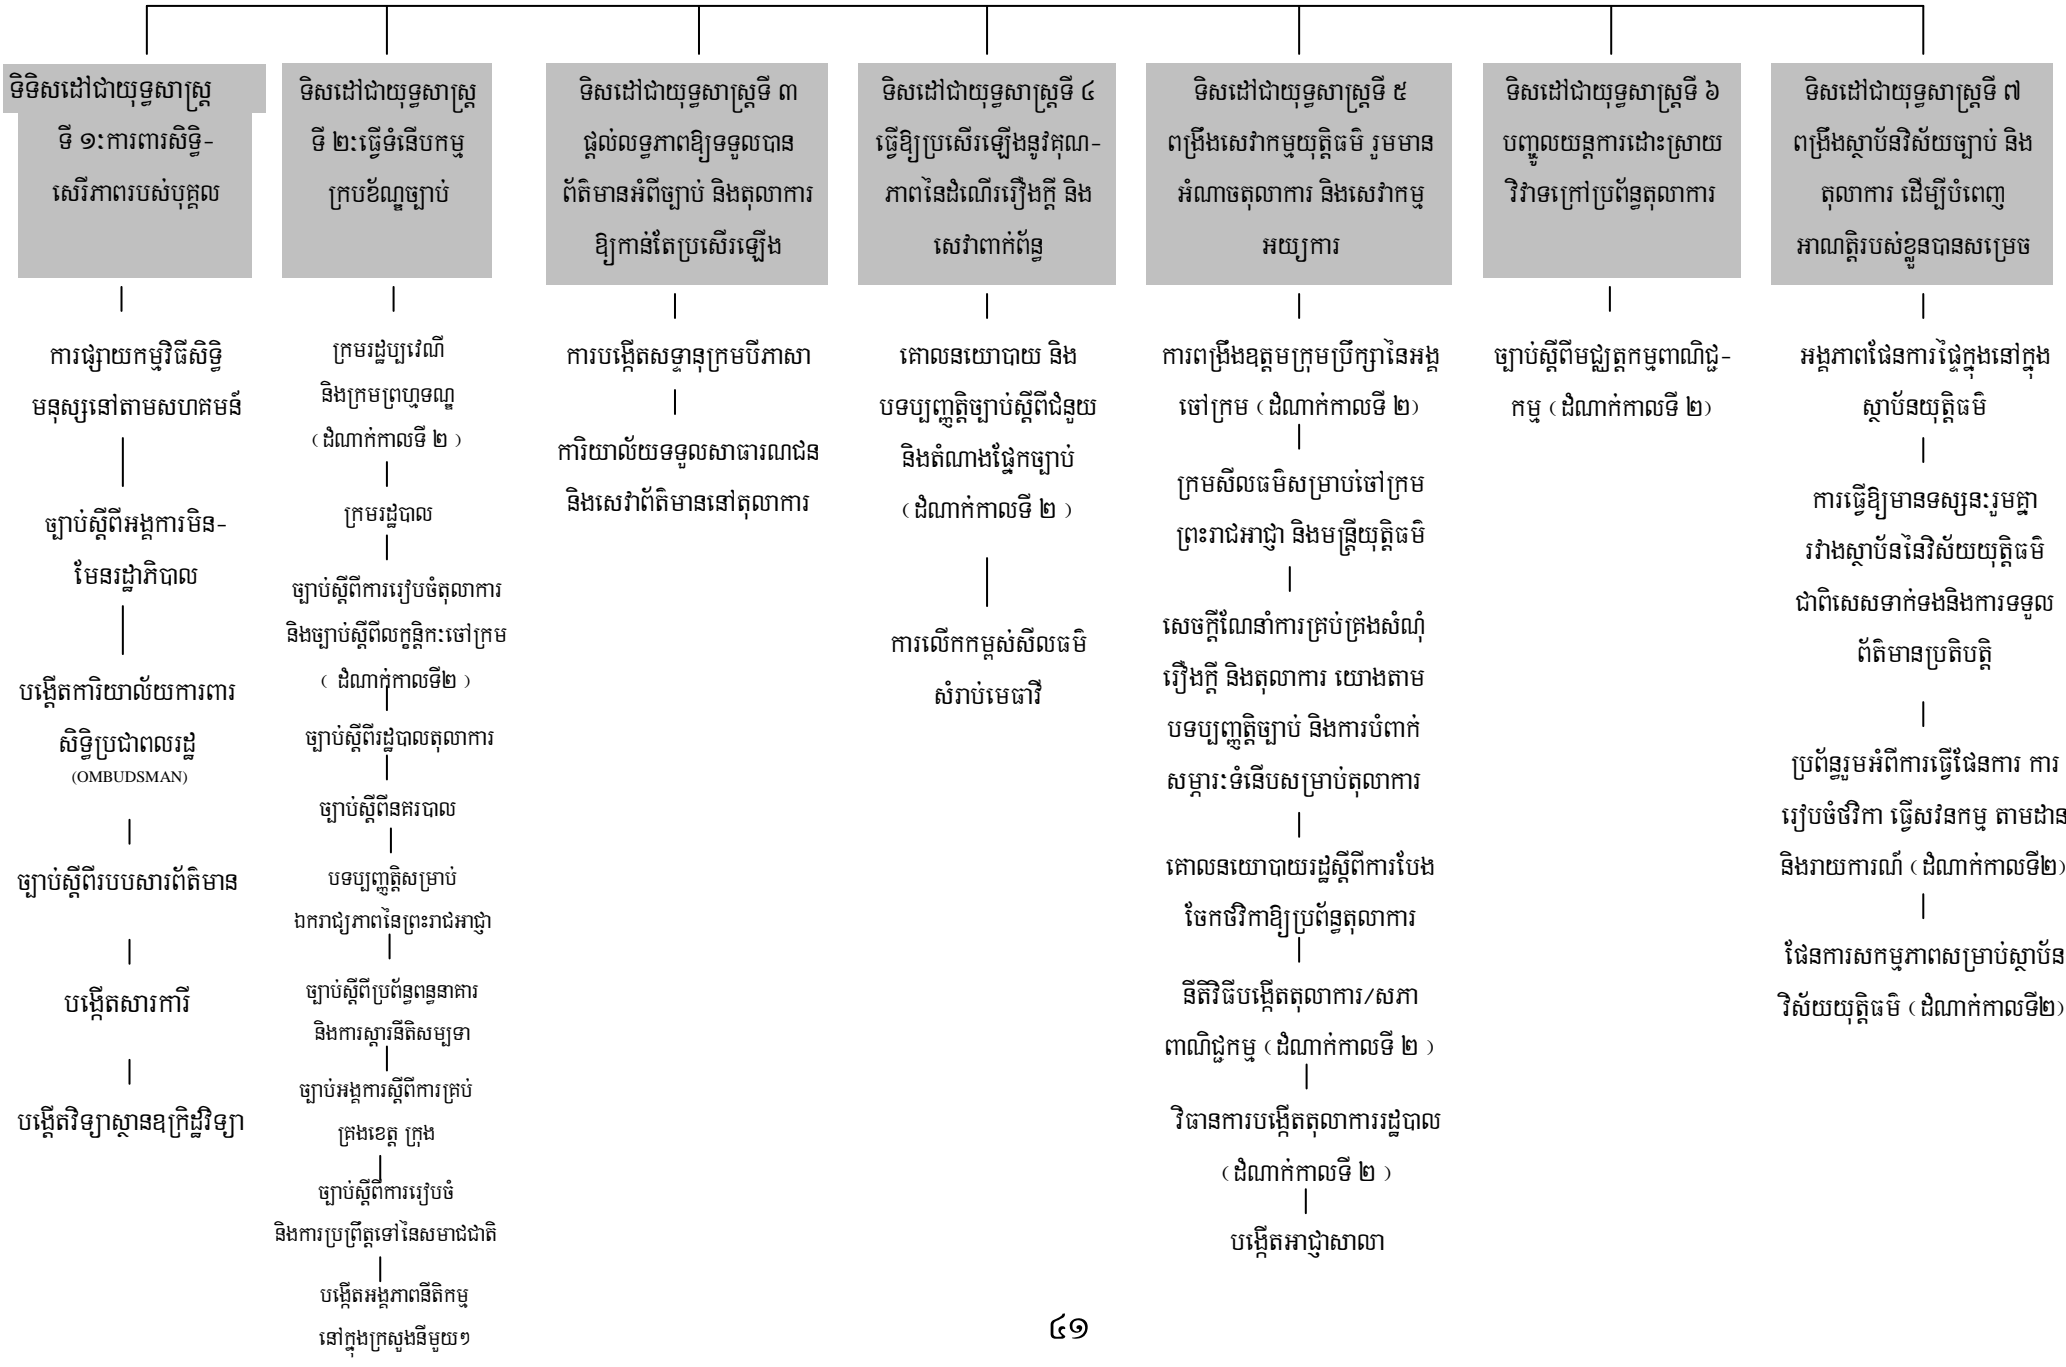 ទិទិសដៅជាយុទ្ធសាស្ត្រ
ទី ១ៈការពារសិទ្ធិ-
សេរីភាពរបស់បុគ្គល
ការផ្សាយកម្មវិធីសិទ្ធិ
មនុស្សនៅតាមសហគមន៍
ច្បាប់ស្តីពីអង្គការមិន-
មែនរដ្ឋាភិបាល
បង្កើតការិយាល័យការពារ
សិទ្ធិប្រជាពលរដ្ឋ
(OMBUDSMAN)
ច្បាប់ស្តីពីរបបសារព័ត៌មាន
បង្កើតសារការី
បង្កើតវិទ្យាស្ថានឧក្រិដ្ឋវិទ្យា
ទិសដៅជាយុទ្ធសាស្ត្រ
ទី ២ៈធ្វើទំនើបកម្ម
ក្របខ័ណ្ឌច្បាប់
ក្រមរដ្ឋប្បវេណី
និងក្រមព្រហ្មទណ្ឌ
(ដំណាក់កាលទី ២ )
ក្រមរដ្ឋបាល
ច្បាប់ស្តីពីការរៀបចំតុលាការ
និងច្បាប់ស្តីពីលក្ខន្តិកៈចៅក្រម
( ដំណាក់កាលទី២ )
ច្បាប់ស្តីពីរដ្ឋបាលតុលាការ
ច្បាប់ស្តីពីនគរបាល
បទប្បញ្ញត្តិសម្រាប់
ឯករាជ្យភាពនៃព្រះរាជអាជ្ញា
ច្បាប់ស្តីពីប្រព័ន្ធពន្ធនាគារ
និងការស្តារនីតិសម្បទា
ច្បាប់អង្គការស្តីពីការគ្រប់
គ្រងខេត្ត ក្រុង
ច្បាប់ស្តីពីការរៀបចំ
និងការប្រព្រឹត្តទៅនៃសមាជជាតិ
បង្កើតអង្គភាពនីតិកម្ម
នៅក្នុងក្រសួងនីមួយៗ
ទិសដៅជាយុទ្ធសាស្ត្រទី ៣
ផ្តល់លទ្ធភាពឱ្យទទួលបាន
ព័ត៌មានអំពីច្បាប់ និងតុលាការ
ឱ្យកាន់តែប្រសើរឡើង
ការបង្កើតសទ្ទានុក្រមបីភាសា
ការិយាល័យទទួលសាធារណជន
និងសេវាព័ត៌មាននៅតុលាការ
ទិសដៅជាយុទ្ធសាស្ត្រទី ៤
ធ្វើឱ្យប្រសើរឡើងនូវគុណ-
ភាពនៃដំណើររឿងក្តី និង
សេវាពាក់ព័ន្ធ
គោលនយោបាយ និង
បទប្បញ្ញត្តិច្បាប់ស្តីពីជំនួយ
និងតំណាងផ្នែកច្បាប់
(ដំណាក់កាលទី ២ )
ការលើកកម្ពស់សីលធម៌
សំរាប់មេធាវី
ទិសដៅជាយុទ្ធសាស្ត្រទី ៥
ពង្រឹងសេវាកម្មយុត្តិធម៌ រួមមាន
អំណាចតុលាការ និងសេវាកម្ម
អយ្យការ
ការពង្រឹងឧត្តមក្រុមប្រឹក្សានៃអង្គ
ចៅក្រម (ដំណាក់កាលទី ២)
ក្រមសីលធម៌សម្រាប់ចៅក្រម
ព្រះរាជអាជ្ញា និងមន្ត្រីយុត្តិធម៌
សេចក្តីណែនាំការគ្រប់គ្រងសំណុំ
រឿងក្តី និងតុលាការ យោងតាម
បទប្បញ្ញត្តិច្បាប់ និងការបំពាក់
សម្ភារៈទំនើបសម្រាប់តុលាការ
គោលនយោបាយរដ្ឋស្តីពីការបែង
ចែកថវិកាឱ្យប្រព័ន្ធតុលាការ
នីតិវិធីបង្កើតតុលាការ/សភា
ពាណិជ្ជកម្ម (ដំណាក់កាលទី ២ )
វិធានការបង្កើតតុលាការរដ្ឋបាល
(ដំណាក់កាលទី ២ )
បង្កើតអាជ្ញាសាលា
ទិសដៅជាយុទ្ធសាស្ត្រទី ៦
បញ្ចូលយន្តការដោះស្រាយ
វិវាទក្រៅប្រព័ន្ធតុលាការ
ច្បាប់ស្តីពីមជ្ឈត្តកម្មពាណិជ្ជ-
កម្ម (ដំណាក់កាលទី ២)
ទិសដៅជាយុទ្ធសាស្ត្រទី ៧
ពង្រឹងស្ថាប័នវិស័យច្បាប់ និង
តុលាការ ដើម្បីបំពេញ
អាណត្តិរបស់ខ្លួនបានសម្រេច
អង្គភាពផែនការផ្ទៃក្នុងនៅក្នុង
ស្ថាប័នយុត្តិធម៌
ការធ្វើឱ្យមានទស្សនៈរួមគ្នា
រវាងស្ថាប័ននៃវិស័យយុត្តិធម៌
ជាពិសេសទាក់ទងនិងការទទួល
ព័ត៌មានប្រតិបត្តិ
ប្រព័ន្ធរួមអំពីការធ្វើផែនការ ការ
រៀបចំថវិកា ធ្វើសវនកម្ម តាមដាន
និងរាយការណ៍ (ដំណាក់កាលទី២)
ផែនការសកម្មភាពសម្រាប់ស្ថាប័ន
វិស័យយុត្តិធម៌ (ដំណាក់កាលទី២)
៤១